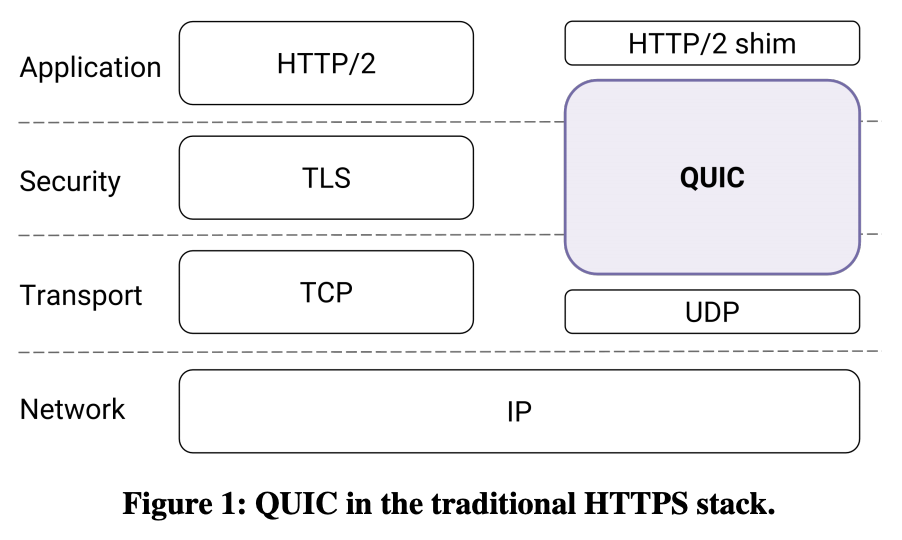 Application
HTTP/2
HTTP/2 shim
Security
TLS
QUIC
Transport
TCP
UDP
Network
IP
Figure 1: QUIC in the traditional HTTPS stack.